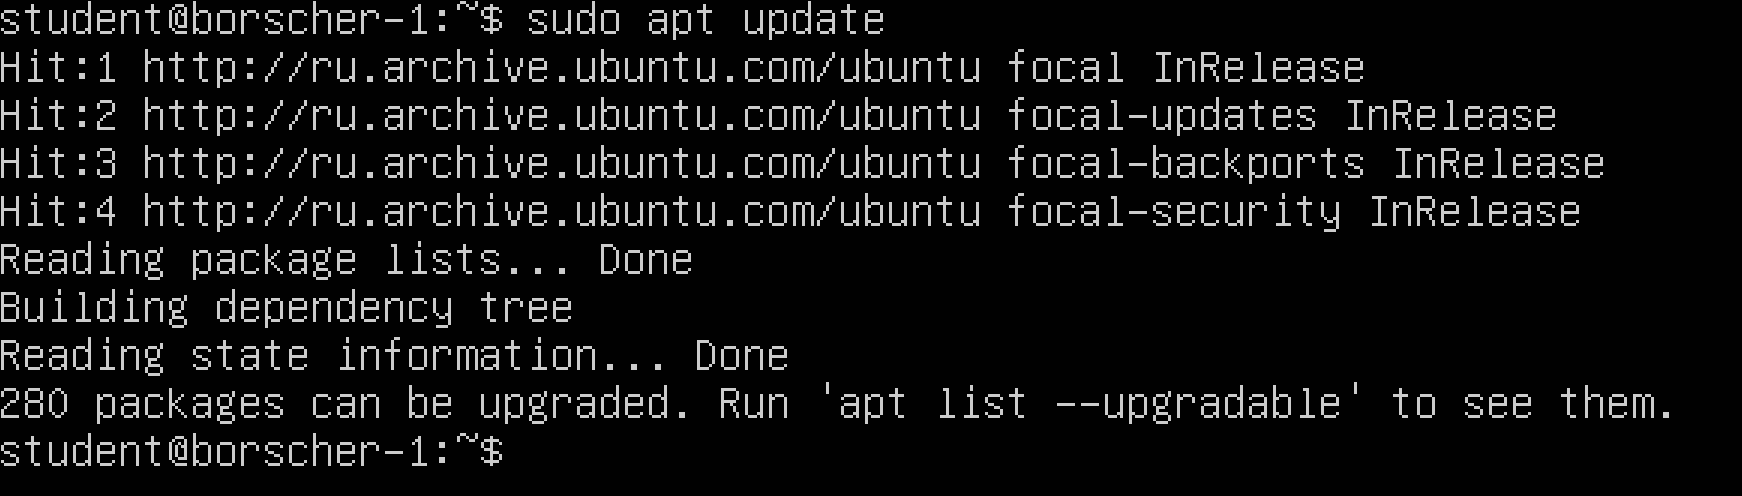 student@borscher-1:~$ sudo apt update
Hit:1 http://ru.archive.ubuntu.com/ubuntu focal InRelease
Hit:2 http://ru.archive.ubuntu.com/ubuntu focal-updates InRelease
Hit:3 http://ru.archive.ubuntu.com/ubuntu focal-backports InRelease
Hit:4 http://ru.archive.ubuntu.com/ubuntu focal-security InRelease
Reading package lists... Done
Building dependency tree
Reading state information... Done
280 packages can be upgraded. Run 'apt list --upgradable' to see them.
student@borscher-1:~$